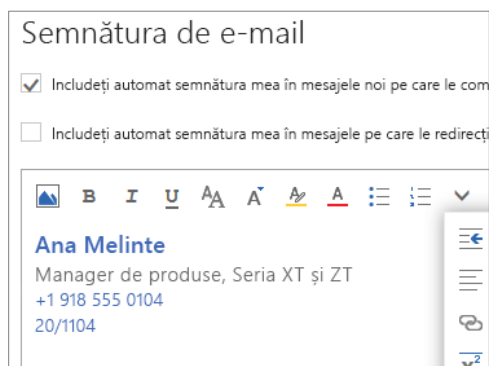 Semnătura de e-mail
Includeți automat semnătura mea în mesajele noi pe care le com
Includeți automat semnătura mea în mesajele pe care le redirecți
B I U A A A A A
Ana Melinte
Manager de produse, Seria XT și ZT
+1 918 555 0104
20/1104
x²